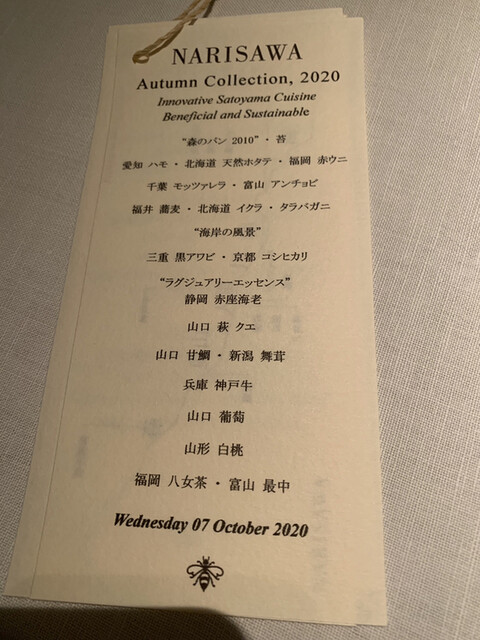 NARISAWA
Autumn Collection, 2020
Innovative Satoyama Cuisine
Beneficial and Sustainable
“森のパン 2010”・苔
愛知 ハモ・北海道 天然ホタテ・福岡 赤ウニ
千葉 モッツァレラ・富山 アンチョビ
福井 蕎麦・北海道 イクラ・タラバガニ
“海岸の風景”
三重 黒アワビ・京都 コシヒカリ
“ラグジュアリーエッセンス”
静岡 赤座海老
山口 萩 クエ
山口 甘鯛・新潟 舞茸
兵庫 神戸牛
山口 葡萄
山形 白桃
福岡 八女茶・富山 最中
Wednesday 07 October 2020